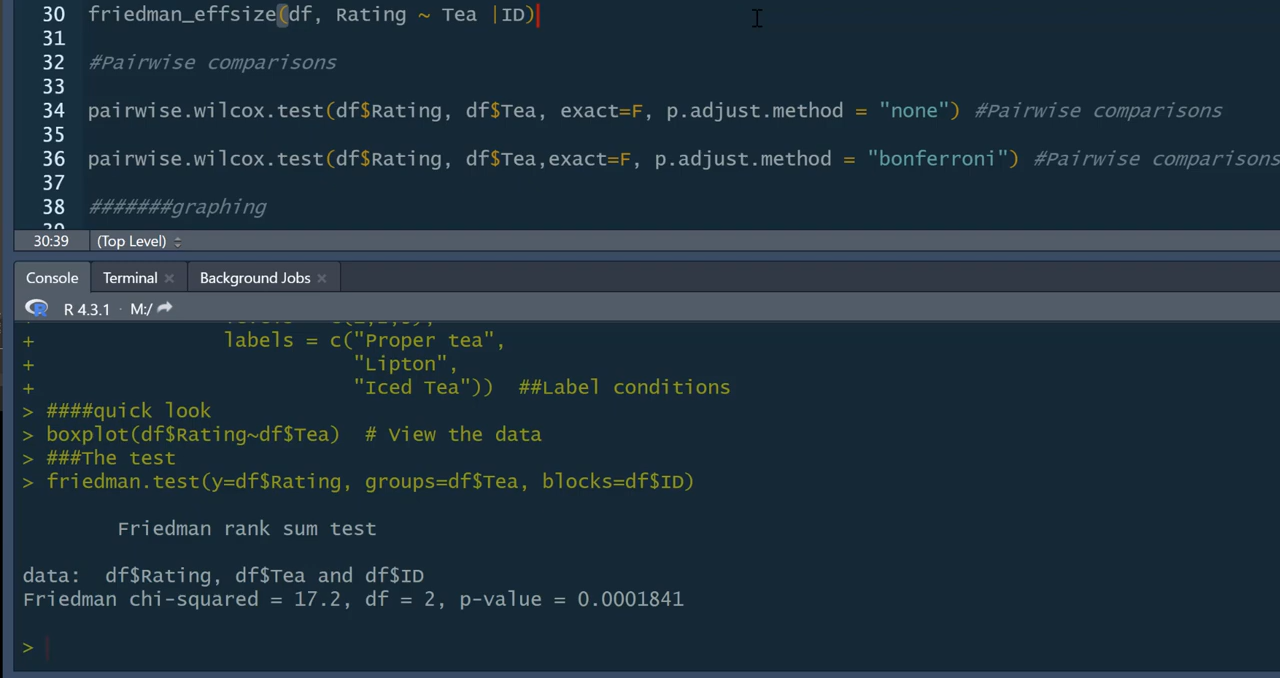 30 friedman_effsize(df, Rating ~ Tea |ID)
31
32 #Pairwise comparisons
33
34 pairwise.wilcox.test(df$Rating, df$Tea, exact=F, p.adjust.method = "none") #Pairwise comparisons
35
36 pairwise.wilcox.test(df$Rating, df$Tea,exact=F, p.adjust.method = "bonferroni") #Pairwise comparisons
37
38 #######graphing
30:39 (Top Level)
Console Terminal × Background Jobs ×
R 4.3.1 · M:/
+ labels = c("Proper tea",
+ "Lipton",
+ "Iced Tea")) ##Label conditions
> ####quick look
> boxplot(df$Rating~df$Tea) # View the data
> ###The test
> friedman.test(y=df$Rating, groups=df$Tea, blocks=df$ID)
Friedman rank sum test
data: df$Rating, df$Tea and df$ID
Friedman chi-squared = 17.2, df = 2, p-value = 0.0001841
>